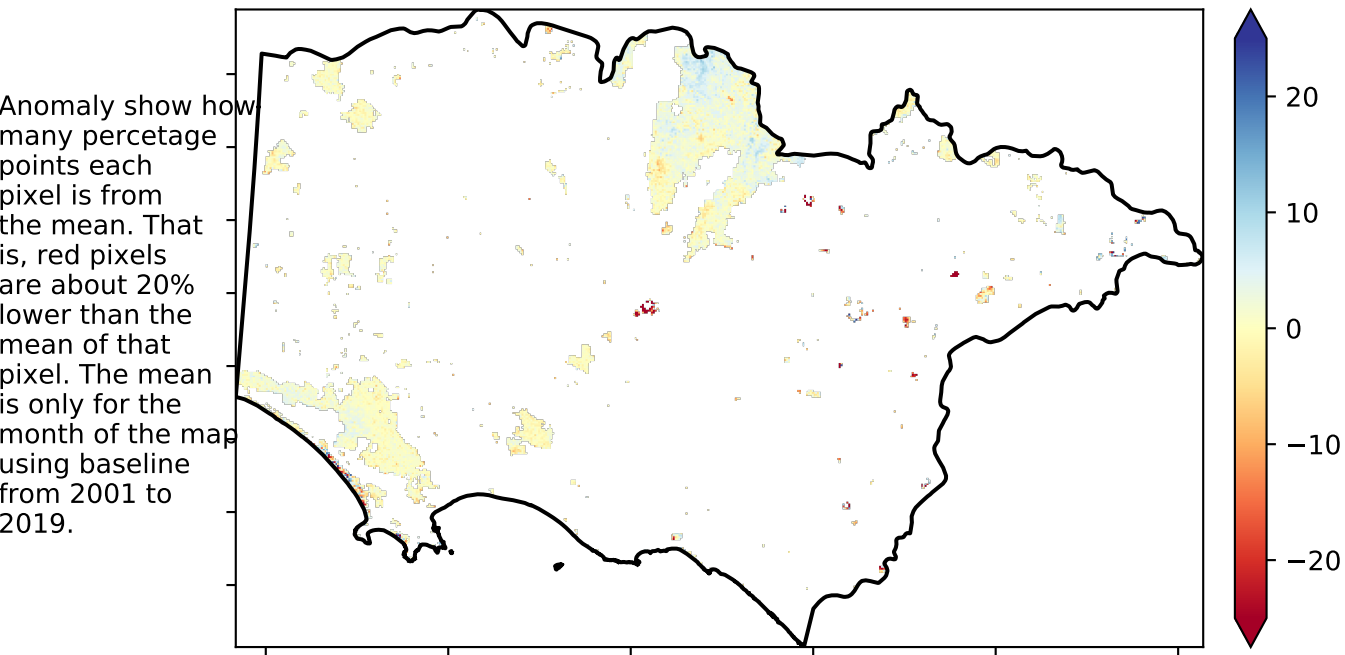 Anomaly show how
many percetage
points each
pixel is from
the mean. That
is, red pixels
are about 20%
lower than the
mean of that
pixel. The mean
is only for the
month of the map
using baseline
from 2001 to
2019.
20
10
0
−10
−20